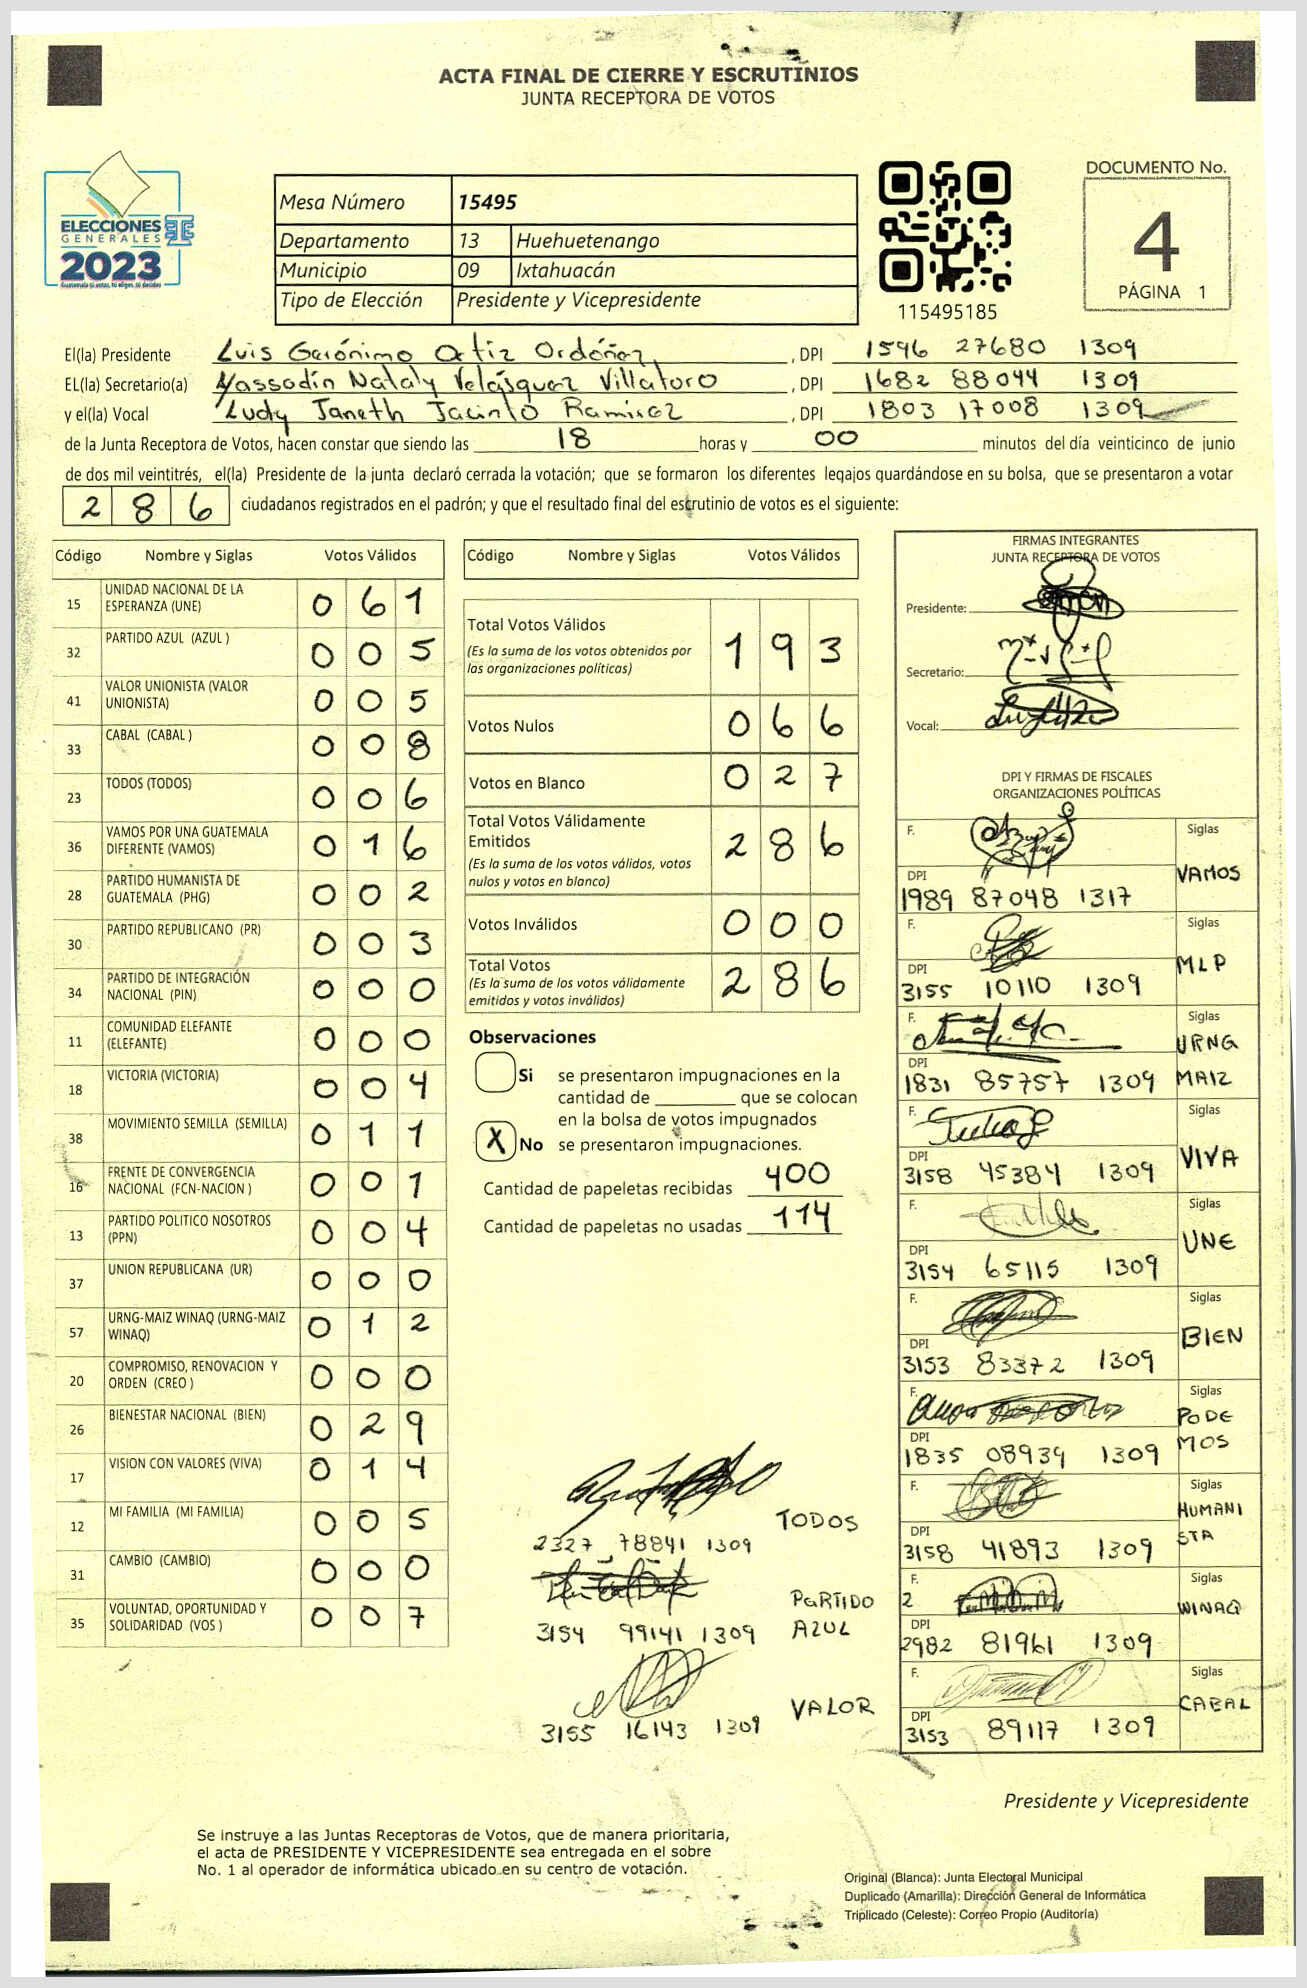 ACTA FINAL DE CIERRE Y ESCRUTINIOS
JUNTA RECEPTORA DE VOTOS
ELECCIONES
GENERALES
2023
Guatemala tú votas, tú eliges, tú decides
Mesa Número 15495
Departamento 13 Huehuetenango
Municipio 09 Ixtahuacán
Tipo de Elección Presidente y Vicepresidente
115495185
DOCUMENTO No.
4
PÁGINA 1
El(la) Presidente Luis Gerónimo Ortiz Ordóñez, DPI 1596 27680 1309
EL(la) Secretario(a) Yassodin Nataly Velásquez Villatoro, DPI 1682 88044 1309
y el(la) Vocal Ludy Janeth Jacinto Ramirez, DPI 1803 17008 1309
de la Junta Receptora de Votos, hacen constar que siendo las 18 horas y 00 minutos del día veinticinco de junio
de dos mil veintitrés, el(la) Presidente de la junta declaró cerrada la votación; que se formaron los diferentes legajos guardándose en su bolsa, que se presentaron a votar
286 ciudadanos registrados en el padrón; y que el resultado final del escrutinio de votos es el siguiente:
Código Nombre y Siglas Votos Válidos
15 UNIDAD NACIONAL DE LA ESPERANZA (UNE) 0 6 1
32 PARTIDO AZUL (AZUL ) 0 0 5
41 VALOR UNIONISTA (VALOR UNIONISTA) 0 0 5
33 CABAL (CABAL ) 0 0 8
23 TODOS (TODOS) 0 0 6
36 VAMOS POR UNA GUATEMALA DIFERENTE (VAMOS) 0 1 6
28 PARTIDO HUMANISTA DE GUATEMALA (PHG) 0 0 2
30 PARTIDO REPUBLICANO (PR) 0 0 3
34 PARTIDO DE INTEGRACIÓN NACIONAL (PIN) 0 0 0
11 COMUNIDAD ELEFANTE (ELEFANTE) 0 0 0
18 VICTORIA (VICTORIA) 0 0 4
38 MOVIMIENTO SEMILLA (SEMILLA) 0 1 1
16 FRENTE DE CONVERGENCIA NACIONAL (FCN-NACION ) 0 0 1
13 PARTIDO POLITICO NOSOTROS (PPN) 0 0 4
37 UNION REPUBLICANA (UR) 0 0 0
57 URNG-MAIZ WINAQ (URNG-MAIZ WINAQ) 0 1 2
20 COMPROMISO, RENOVACION Y ORDEN (CREO ) 0 0 0
26 BIENESTAR NACIONAL (BIEN) 0 2 9
17 VISION CON VALORES (VIVA) 0 1 4
12 MI FAMILIA (MI FAMILIA) 0 0 5
31 CAMBIO (CAMBIO) 0 0 0
35 VOLUNTAD, OPORTUNIDAD Y SOLIDARIDAD (VOS ) 0 0 7
Código Nombre y Siglas Votos Válidos
Total Votos Válidos 1 9 3
(Es la suma de los votos obtenidos por
las organizaciones políticas)
Votos Nulos 0 6 6
Votos en Blanco 0 2 7
Total Votos Válidamente
Emitidos 2 8 6
(Es la suma de los votos válidos, votos
nulos y votos en blanco)
Votos Inválidos 0 0 0
Total Votos 2 8 6
(Es la suma de los votos válidamente
emitidos y votos inválidos)
Observaciones
Si se presentaron impugnaciones en la
cantidad de ________ que se colocan
en la bolsa de votos impugnados
X No se presentaron impugnaciones.
Cantidad de papeletas recibidas 400
Cantidad de papeletas no usadas 114
TODOS
2327 78841 1309
PARTIDO
AZUL
3154 99141 1309
VALOR
3155 16143 1309
FIRMAS INTEGRANTES
JUNTA RECEPTORA DE VOTOS
Presidente:
Secretario:
Vocal:
DPI Y FIRMAS DE FISCALES
ORGANIZACIONES POLÍTICAS
F. Siglas
VAMOS
DPI
1989 87048 1317
F. Siglas
MLP
DPI
3155 10110 1309
F. Siglas
URNG
MAIZ
DPI
1831 85757 1309
F. Siglas
VIVA
DPI
3158 45384 1309
F. Siglas
UNE
DPI
3154 65115 1309
F. Siglas
BIEN
DPI
3153 83372 1309
F. Siglas
PODE
MOS
DPI
1835 08939 1309
F. Siglas
HUMANI
STA
DPI
3158 41893 1309
F. Siglas
2
WINAQ
DPI
2982 81961 1309
F. Siglas
CABAL
DPI
3153 89117 1309
Presidente y Vicepresidente
Se instruye a las Juntas Receptoras de Votos, que de manera prioritaria,
el acta de PRESIDENTE Y VICEPRESIDENTE sea entregada en el sobre
No. 1 al operador de informática ubicado en su centro de votación.
Original (Blanca): Junta Electoral Municipal
Duplicado (Amarilla): Dirección General de Informática
Triplicado (Celeste): Correo Propio (Auditoría)